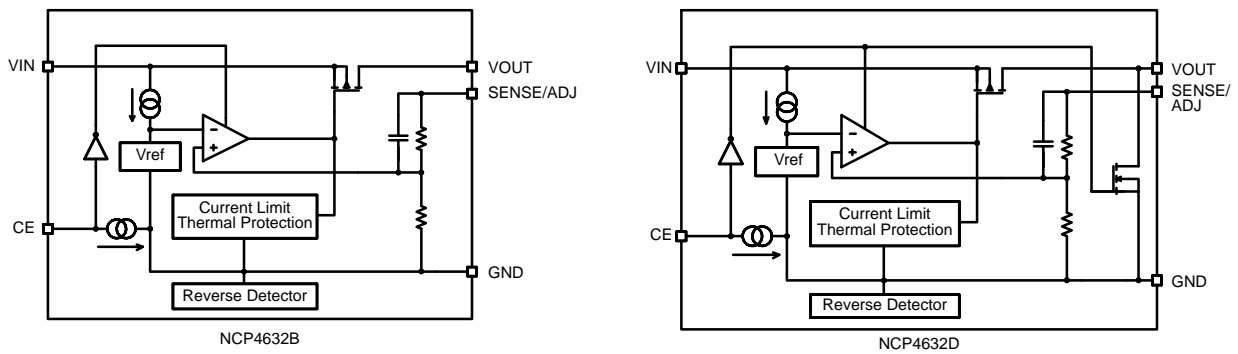 VIN
VOUT
SENSE/ADJ
Vref
−
+
Current Limit
Thermal Protection
CE
GND
Reverse Detector
NCP4632B
VIN
VOUT
SENSE/
ADJ
Vref
−
+
Current Limit
Thermal Protection
CE
GND
Reverse Detector
NCP4632D